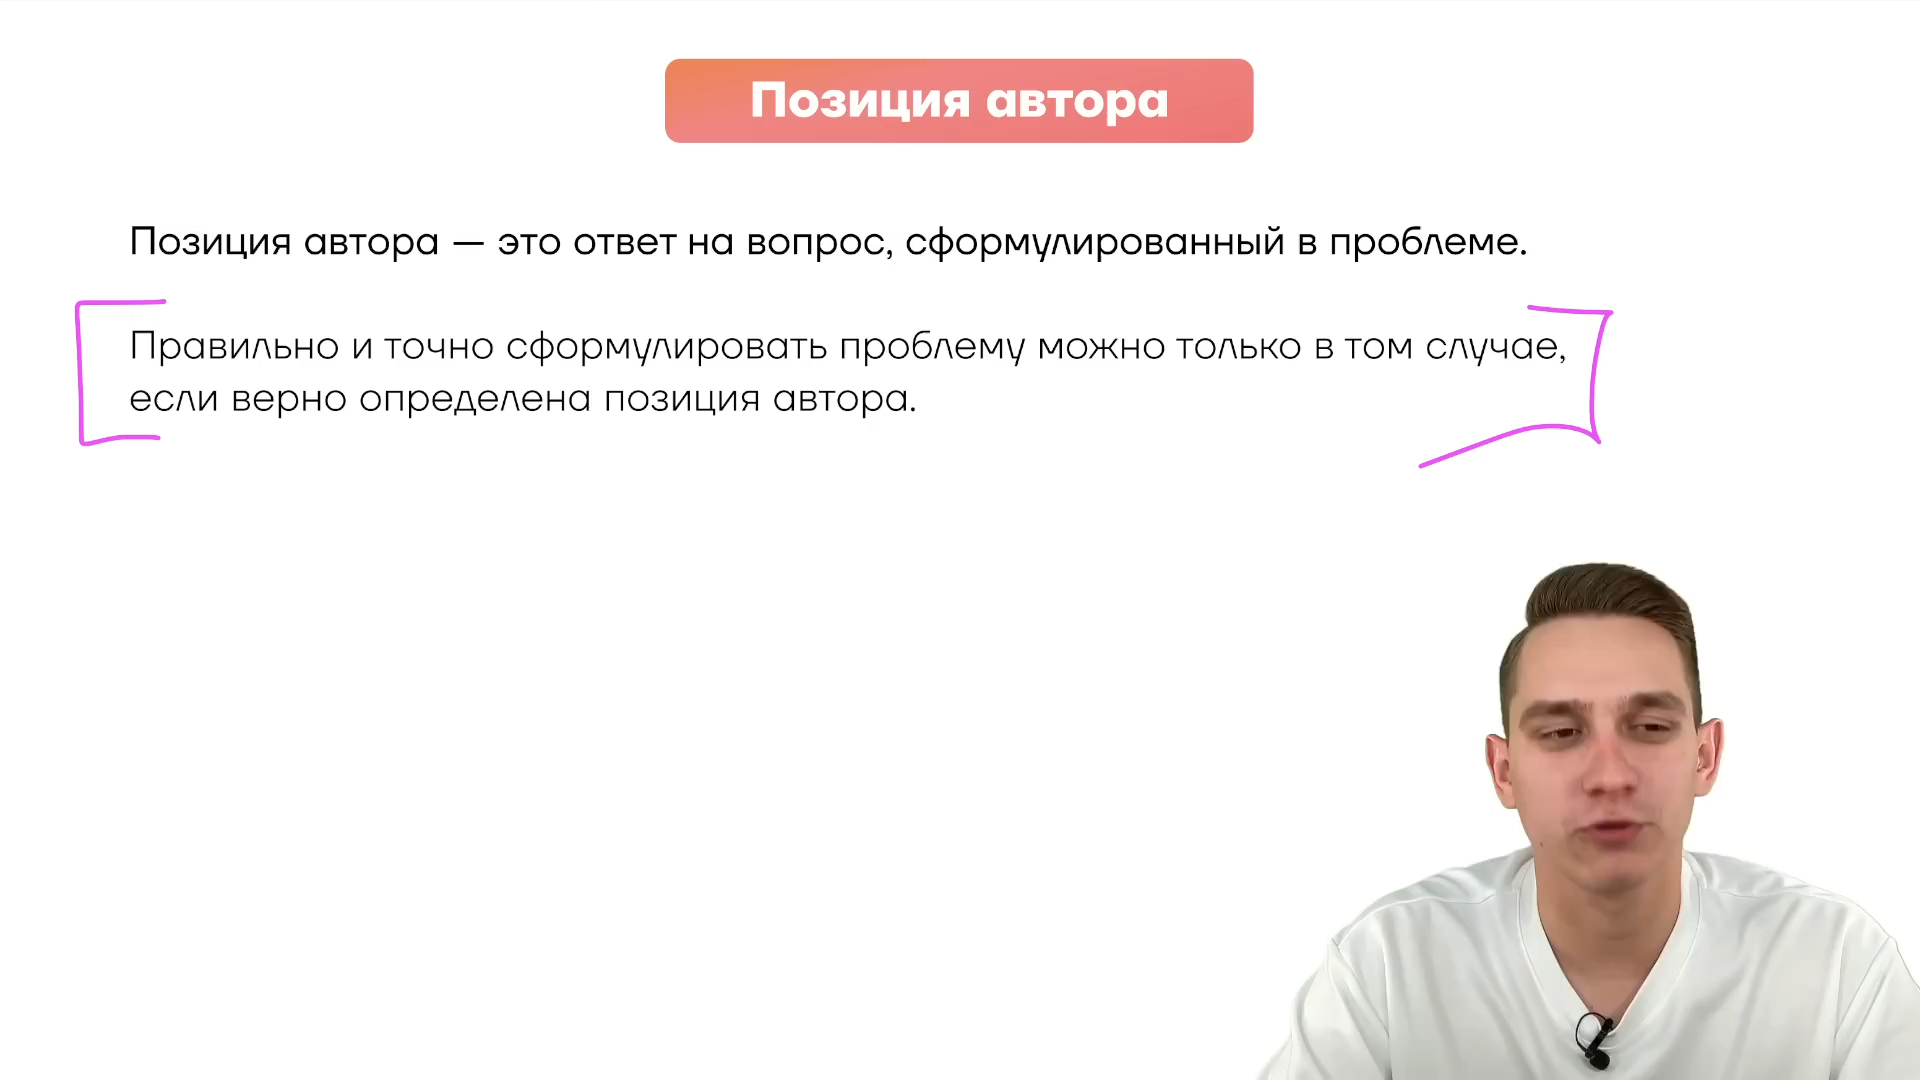 Позиция автора
Позиция автора — это ответ на вопрос, сформулированный в проблеме.
Правильно и точно сформулировать проблему можно только в том случае,
если верно определена позиция автора.